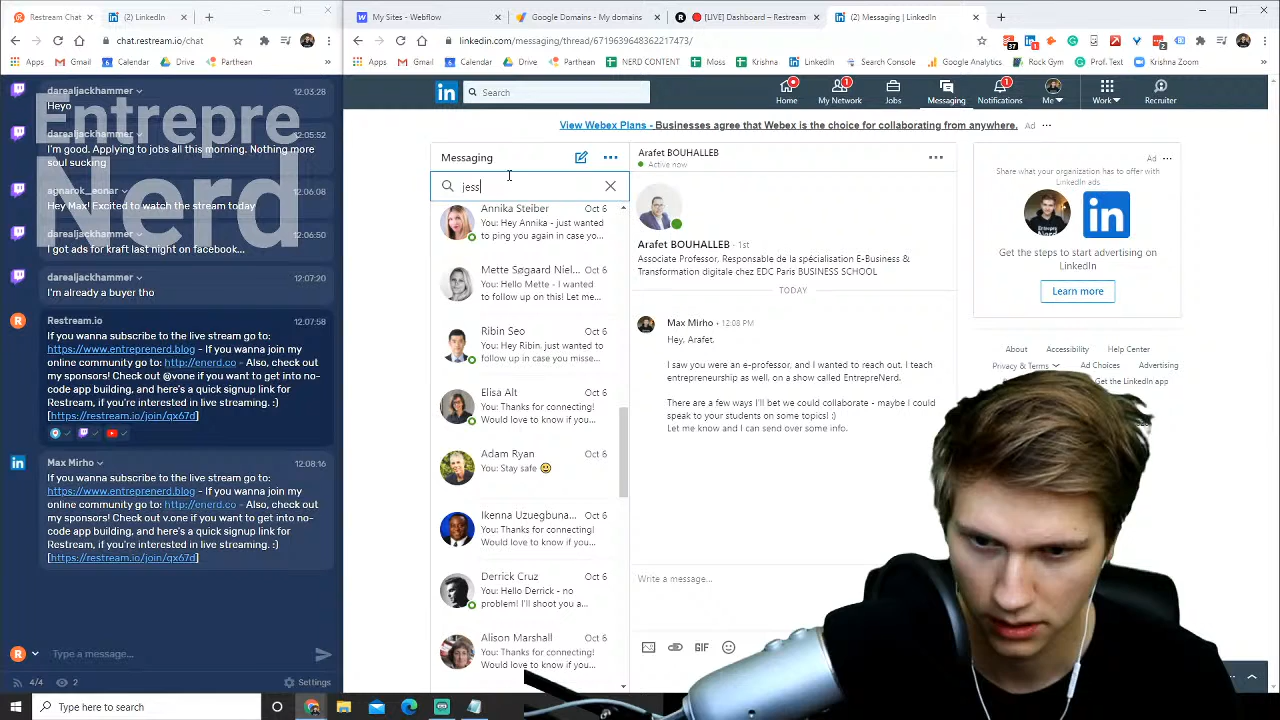 Restream Chat
(2) LinkedIn
My Sites - Webflow
Google Domains - My domains
[LIVE] Dashboard – Restream
(2) Messaging | LinkedIn
chat.restream.io/chat
linkedin.com/messaging/thread/6719639648362217473/
37
1
2
Apps
Gmail
Calendar
Drive
Parthean
»
Apps
Gmail
Calendar
Drive
Parthean
NERD CONTENT
Moss
Krishna
LinkedIn
Search Console
Google Analytics
Rock Gym
Prof. Text
Krishna Zoom
»
Entrepre
Nerd
darealjackhammer
12:03:28
Heyo
darealjackhammer
12:05:52
I'm good. Applying to jobs all this morning. Nothing more
soul sucking
agnarok_eonar
12:06:08
Hey Max! Excited to watch the stream today
darealjackhammer
12:06:50
I got ads for kraft last night on facebook...
darealjackhammer
12:07:20
I'm already a buyer tho
Restream.io
12:07:58
If you wanna subscribe to the live stream go to:
https://www.entreprenerd.blog - If you wanna join my
online community go to: http://enerd.co - Also, check out
my sponsors! Check out @vone if you want to get into no-
code app building, and here's a quick signup link for
Restream, if you're interested in live streaming. :)
[https://restream.io/join/qx67d]
Max Mirho
12:08:16
If you wanna subscribe to the live stream go to:
https://www.entreprenerd.blog - If you wanna join my
online community go to: http://enerd.co - Also, check out
my sponsors! Check out v.one if you want to get into no-
code app building, and here's a quick signup link for
Restream, if you're interested in live streaming. :)
[https://restream.io/join/qx67d]
Type a message...
4/4
2
Settings
in
Search
Home
My Network
Jobs
Messaging
Notifications
Me
Work
Recruiter
1
1
View Webex Plans - Businesses agree that Webex is the choice for collaborating from anywhere.
Ad
Messaging
jess
Annika Steiber
Oct 6
You: Hey Annika - just wanted
to ping you again in case yo...
Mette Søgaard Niel...
Oct 6
You: Hello Mette - I wanted
to follow up on this! Let me...
Ribin Seo
Oct 6
You: Hey Ribin, just wanted to
follow up in case you misse...
Elisa Alt
Oct 6
You: Thanks for connecting!
Would love to know if you...
Adam Ryan
Oct 6
You: Stay safe 😀
Ikenna Uzuegbuna...
Oct 6
You: Thanks for connecting!
Would love to know if you...
Derrick Cruz
Oct 6
You: Hello Derrick - no
problem! I'll shoot you a...
Alison Marshall
Oct 6
You: Thanks for connecting!
Would love to know if you...
Arafet BOUHALLEB
Active now
Arafet BOUHALLEB · 1st
Associate Professor, Responsable de la spécialisation E-Business &
Transformation digitale chez EDC Paris BUSINESS SCHOOL
TODAY
Max Mirho • 12:08 PM
Hey, Arafet.
I saw you were an e-professor, and I wanted to reach out. I teach
entrepreneurship as well, on a show called EntrepreNerd.
There are a few ways I'll bet we could collaborate - maybe I could
speak to your students on some topics! :)
Let me know and I can send over some info.
Write a message...
GIF
Ad
Share what your organization has to offer with
LinkedIn ads
in
Get the steps to start advertising on
LinkedIn
Learn more
About
Accessibility
Help Center
Privacy & Terms
Ad Choices
Advertising
Get the LinkedIn app
Type here to search